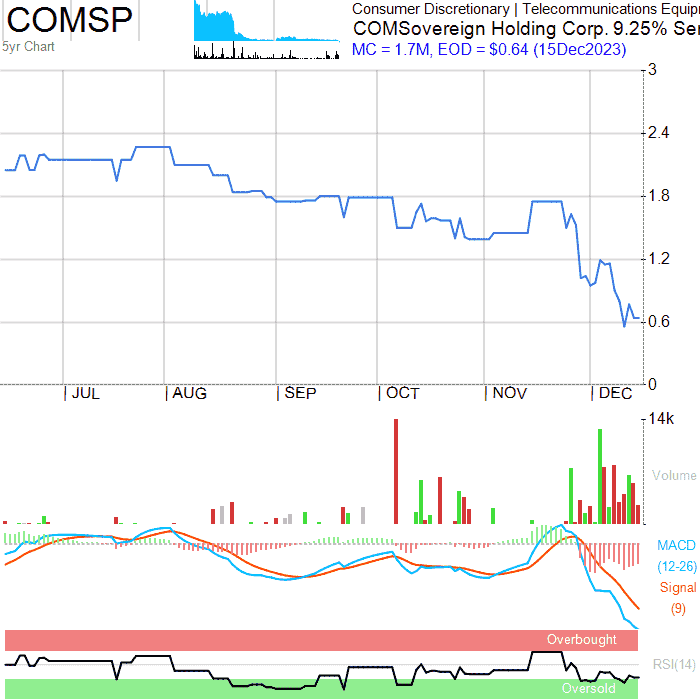 COMSP
5yr Chart
Consumer Discretionary | Telecommunications Equip
COMSovereign Holding Corp. 9.25% Ser
MC = 1.7M, EOD = $0.64 (15Dec2023)
3
2.4
1.8
1.2
0.6
0
| JUL | AUG | SEP | OCT | NOV | DEC
14k
Volume
MACD
(12-26)
Signal
(9)
Overbought
RSI(14)
Oversold